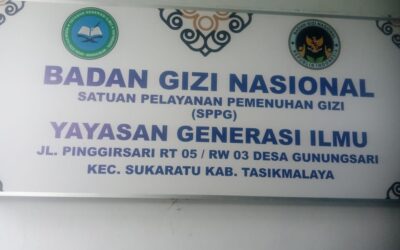 BADAN GIZI NASIONAL
SATUAN PELAYANAN PEMENUHAN GIZI
(SPPG)
YAYASAN GENERASI ILMU
JL. PINGGIRSARI RT 05 / RW 03 DESA GUNUNGSARI
KEC. SUKARATU KAB. TASIKMALAYA